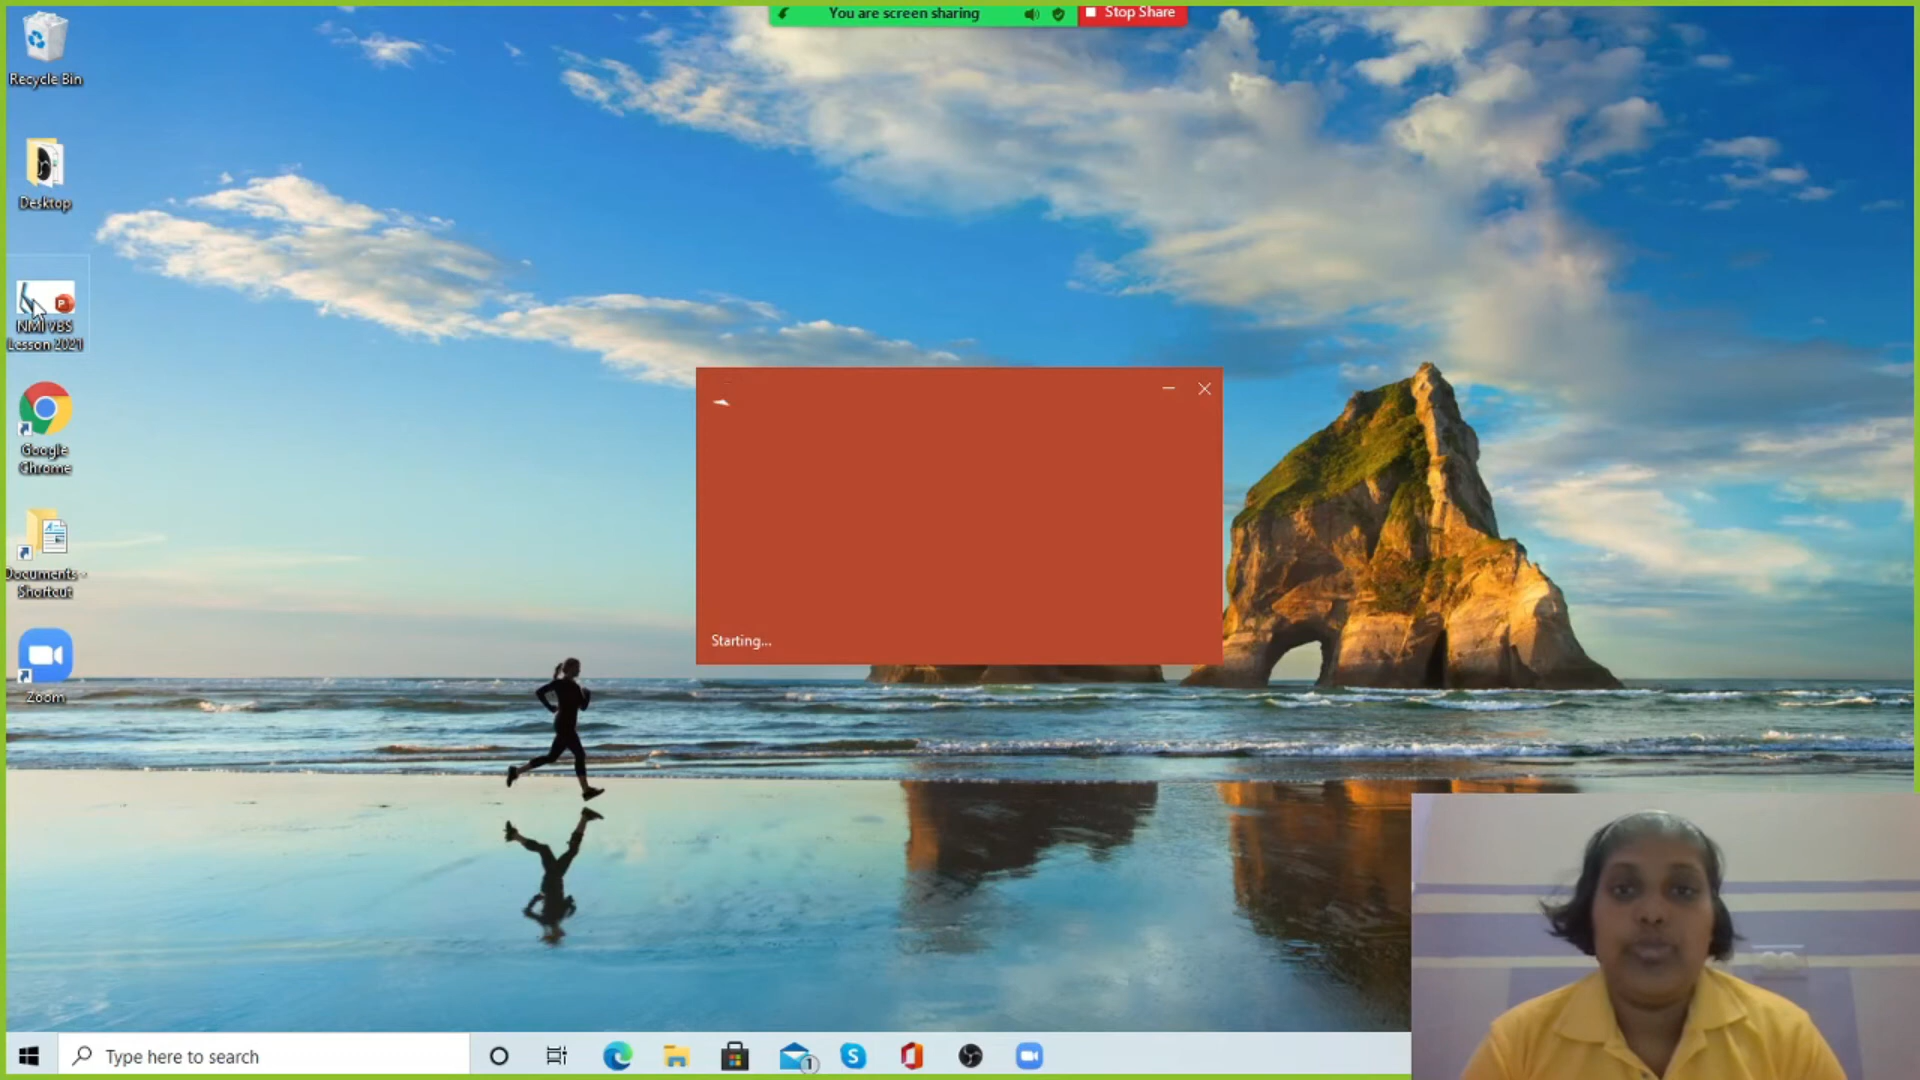 You are screen sharing
Stop Share
Recycle Bin
Desktop
NMI VBS
Lesson 2021
Google
Chrome
Documents -
Shortcut
Zoom
Starting...
Type here to search
1